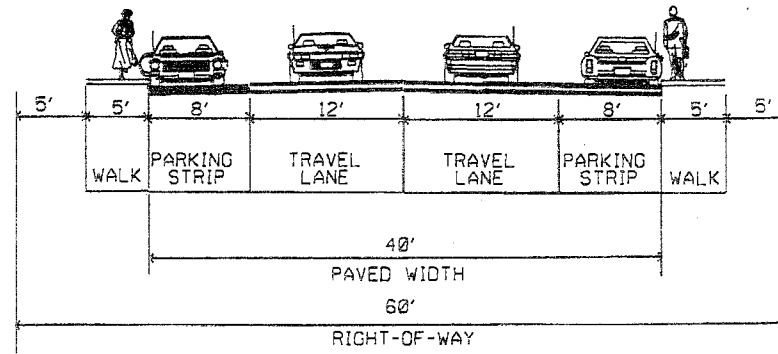 5' 5' 8' 12' 12' 8' 5' 5'
WALK PARKING STRIP TRAVEL LANE TRAVEL LANE PARKING STRIP WALK
40'
PAVED WIDTH
60'
RIGHT-OF-WAY